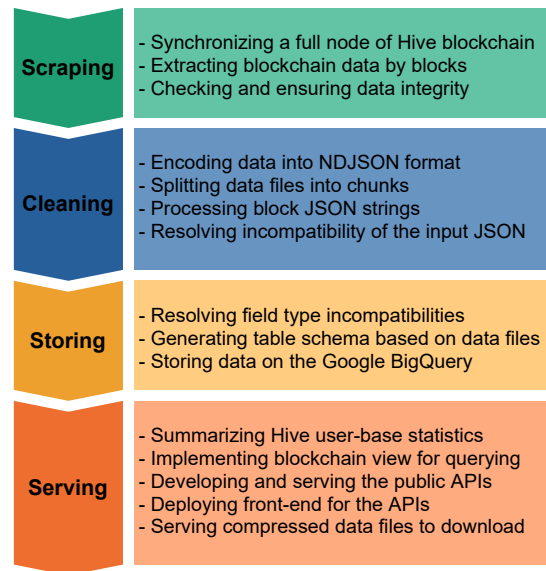 Scraping
- Synchronizing a full node of Hive blockchain
- Extracting blockchain data by blocks
- Checking and ensuring data integrity
Cleaning
- Encoding data into NDJSON format
- Splitting data files into chunks
- Processing block JSON strings
- Resolving incompatibility of the input JSON
Storing
- Resolving field type incompatibilities
- Generating table schema based on data files
- Storing data on the Google BigQuery
Serving
- Summarizing Hive user-base statistics
- Implementing blockchain view for querying
- Developing and serving the public APIs
- Deploying front-end for the APIs
- Serving compressed data files to download